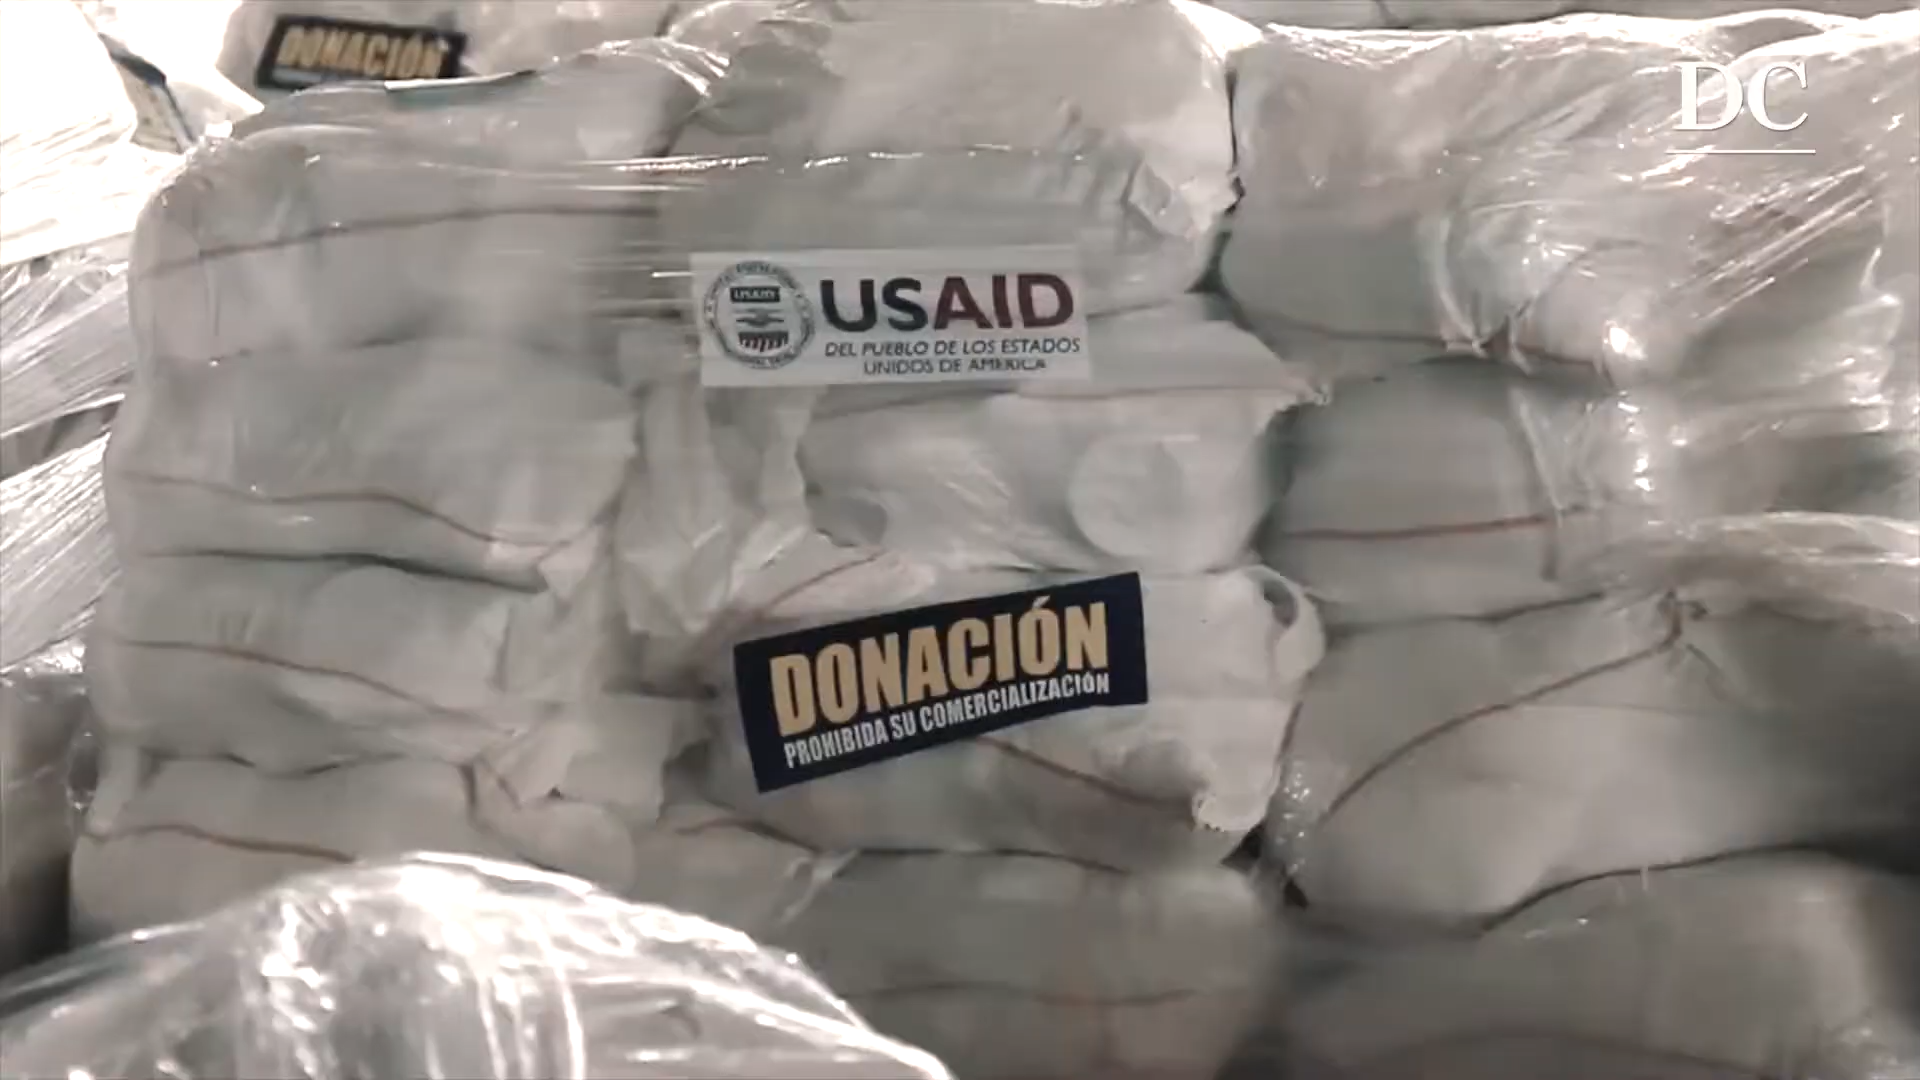 DONACIÓN
DC
USAID
USAID
DEL PUEBLO DE LOS ESTADOS
UNIDOS DE AMERICA
DONACIÓN
PROHIBIDA SU COMERCIALIZACIÓN